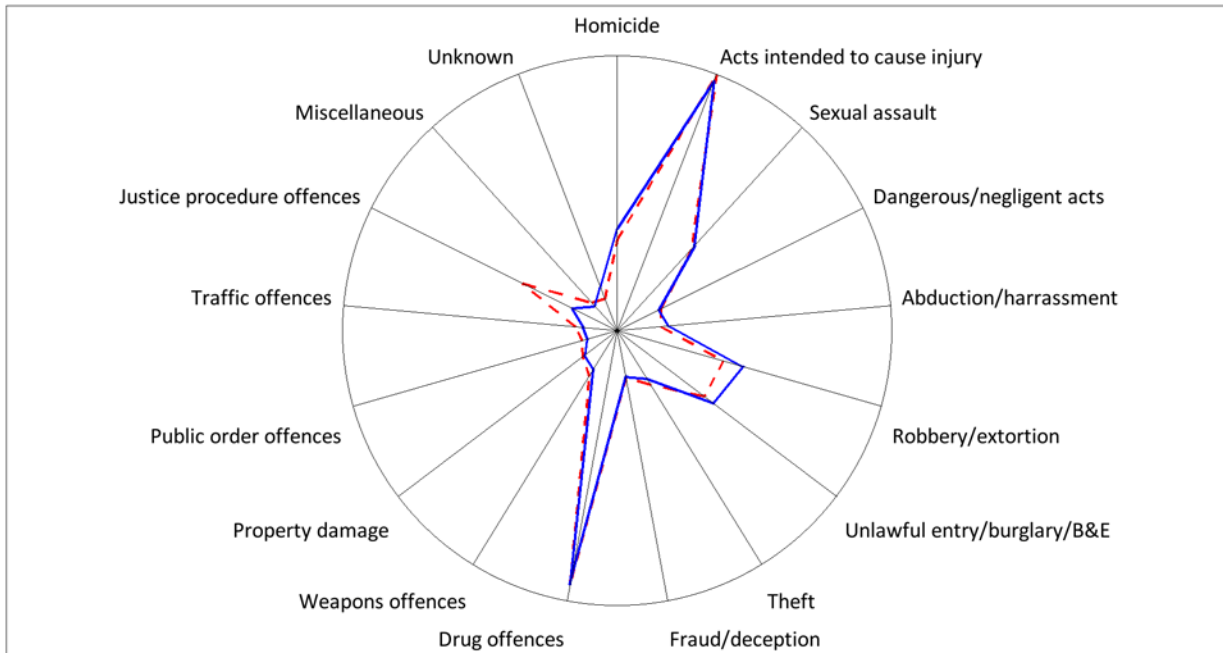 Homicide
Unknown
Acts intended to cause injury
Miscellaneous
Sexual assault
Justice procedure offences
Dangerous/negligent acts
Traffic offences
Abduction/harrassment
Public order offences
Robbery/extortion
Property damage
Unlawful entry/burglary/B&E
Weapons offences
Theft
Drug offences
Fraud/deception